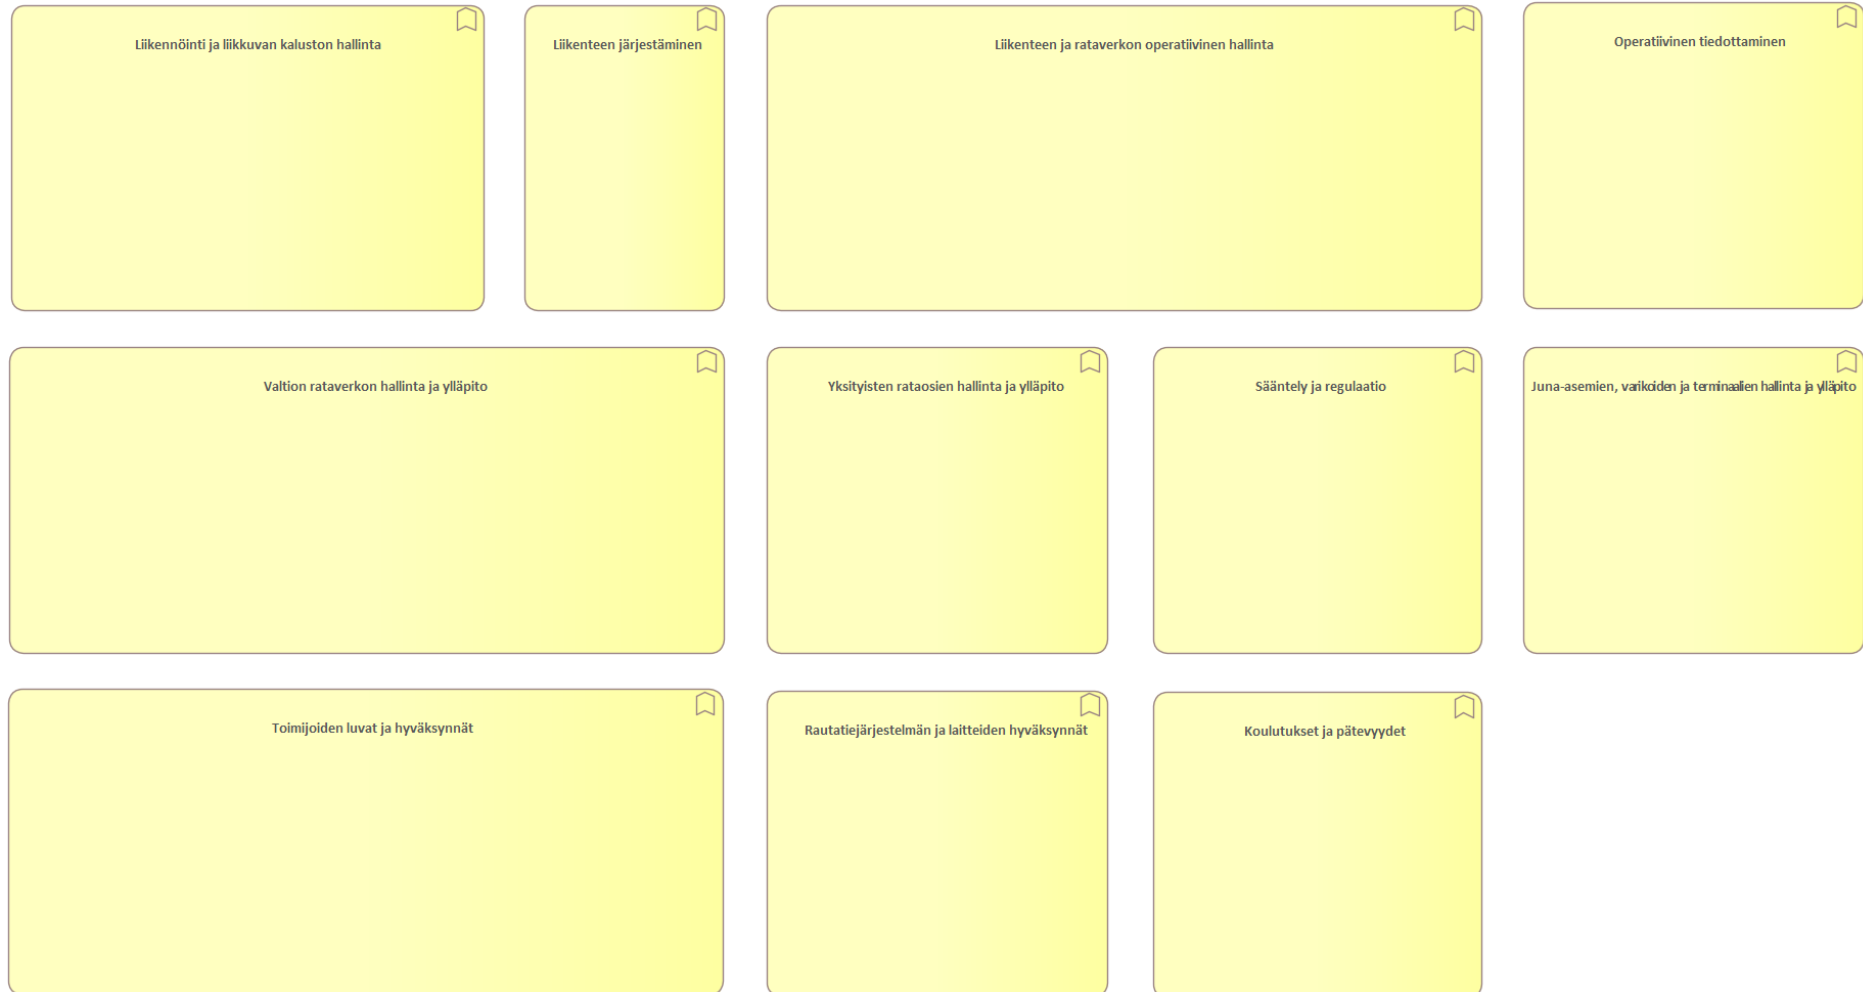 Liikennöinti ja liikkuvan kaluston hallinta
Liikenteen järjestäminen
Liikenteen ja rataverkon operatiivinen hallinta
Operatiivinen tiedottaminen
Valtion rataverkon hallinta ja ylläpito
Yksityisten rataosien hallinta ja ylläpito
Sääntely ja regulaatio
Juna-asemien, varikoiden ja terminaalien hallinta ja ylläpito
Toimijoiden luvat ja hyväksynnät
Rautatiejärjestelmän ja laitteiden hyväksynnät
Koulutukset ja pätevyydet